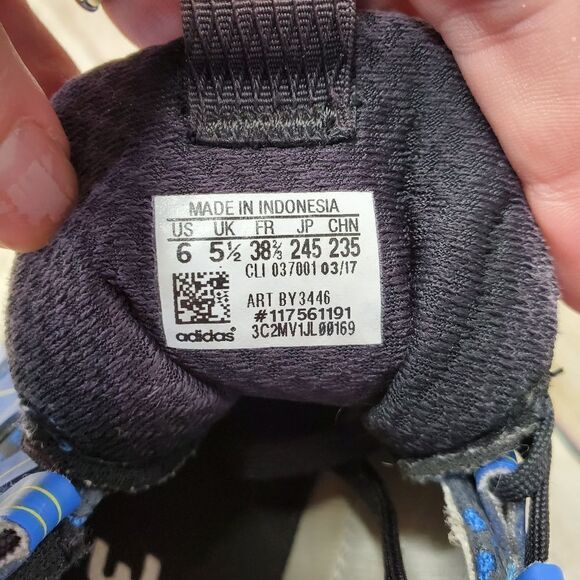 MADE IN INDONESIA
US UK FR JP CHN
6 5½ 38⅔ 245 235
CLI 037001 03/17
ART BY3446
#117561191
adidas® 3C2MV1JL00169